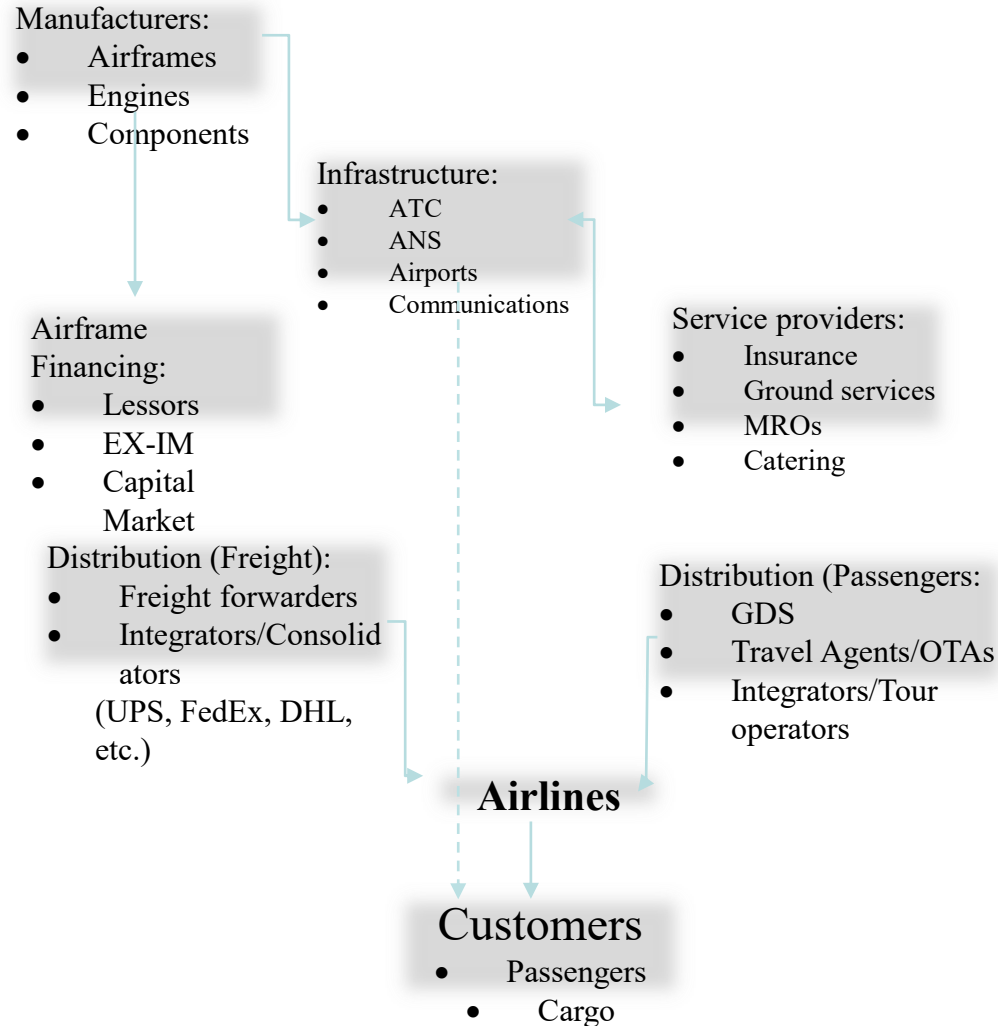 Manufacturers:
• Airframes
• Engines
• Components
Infrastructure:
• ATC
• ANS
• Airports
• Communications
Airframe
Financing:
• Lessors
• EX-IM
• Capital
Market
Service providers:
• Insurance
• Ground services
• MROs
• Catering
Distribution (Freight):
• Freight forwarders
• Integrators/Consolid
ators
(UPS, FedEx, DHL,
etc.)
Distribution (Passengers:
• GDS
• Travel Agents/OTAs
• Integrators/Tour
operators
Airlines
Customers
• Passengers
• Cargo